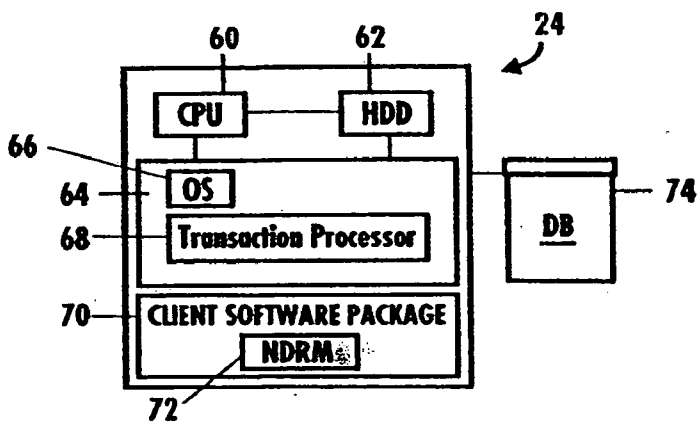 60
62
24
CPU
HDD
66
64
OS
68
Transaction Processor
DB
74
70
CLIENT SOFTWARE PACKAGE
NDRM
72